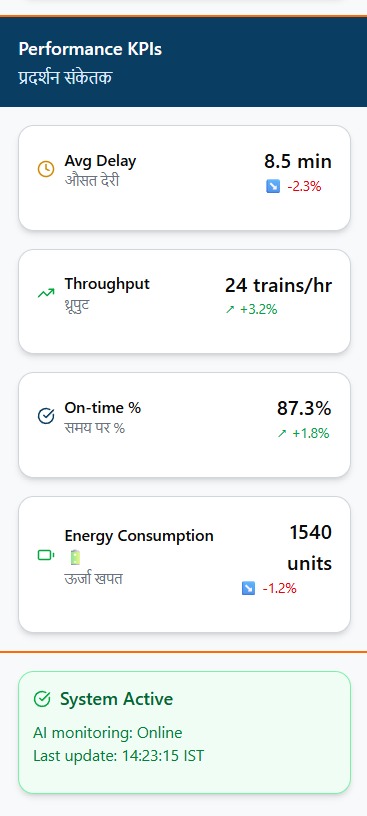 Performance KPIs
प्रदर्शन संकेतक
Avg Delay
औसत देरी
8.5 min
↘ -2.3%
Throughput
थ्रूपुट
24 trains/hr
↗ +3.2%
On-time %
समय पर %
87.3%
↗ +1.8%
Energy Consumption
🔋
ऊर्जा खपत
1540
units
↘ -1.2%
System Active
AI monitoring: Online
Last update: 14:23:15 IST